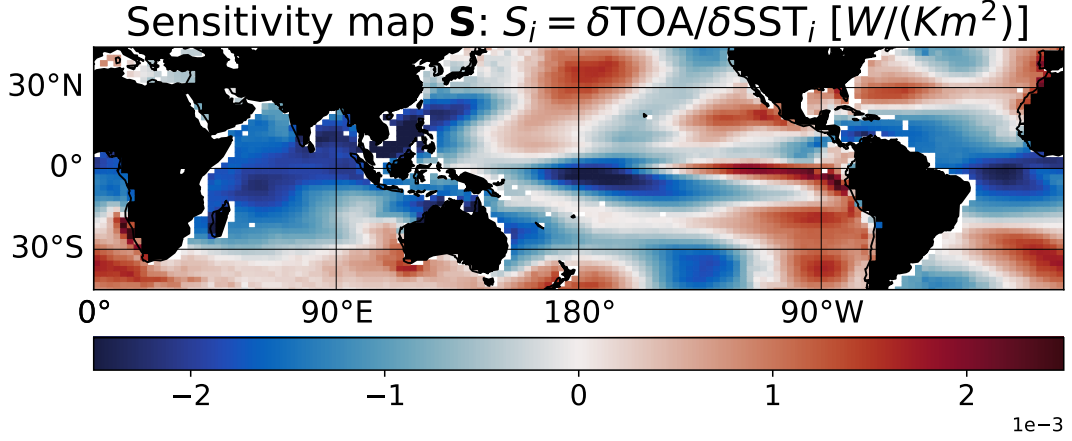 Sensitivity map S: Sᵢ = δTOA/δSSTᵢ [W/(Km²)]
30°N
0°
30°S
0° 90°E 180° 90°W
−2 −1 0 1 2
1e−3